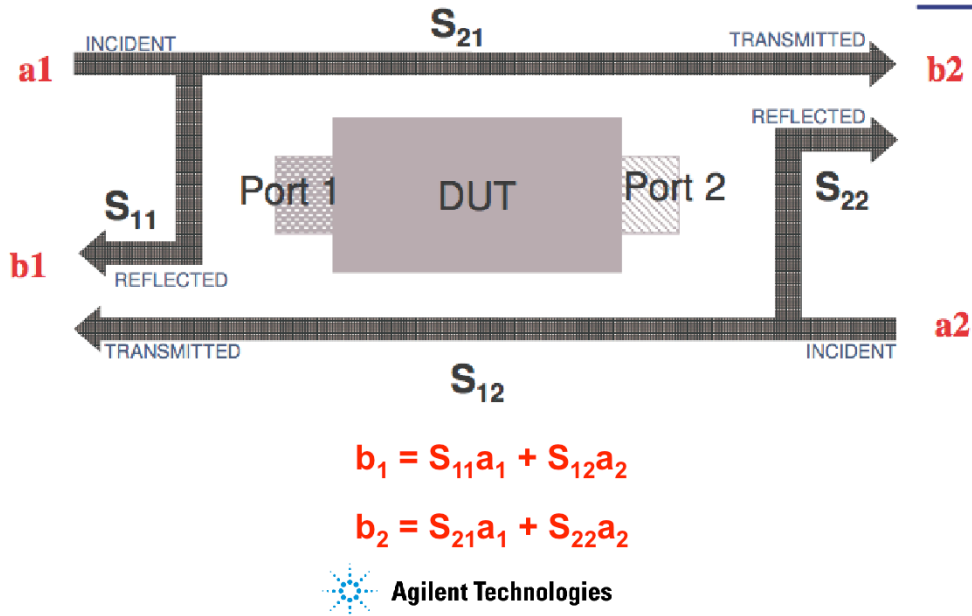 S₂₁
INCIDENT
TRANSMITTED
a1
b2
REFLECTED
Port 1
DUT
Port 2
S₂₂
S₁₁
b1
REFLECTED
a2
TRANSMITTED
INCIDENT
S₁₂
b₁ = S₁₁a₁ + S₁₂a₂
b₂ = S₂₁a₁ + S₂₂a₂
Agilent Technologies